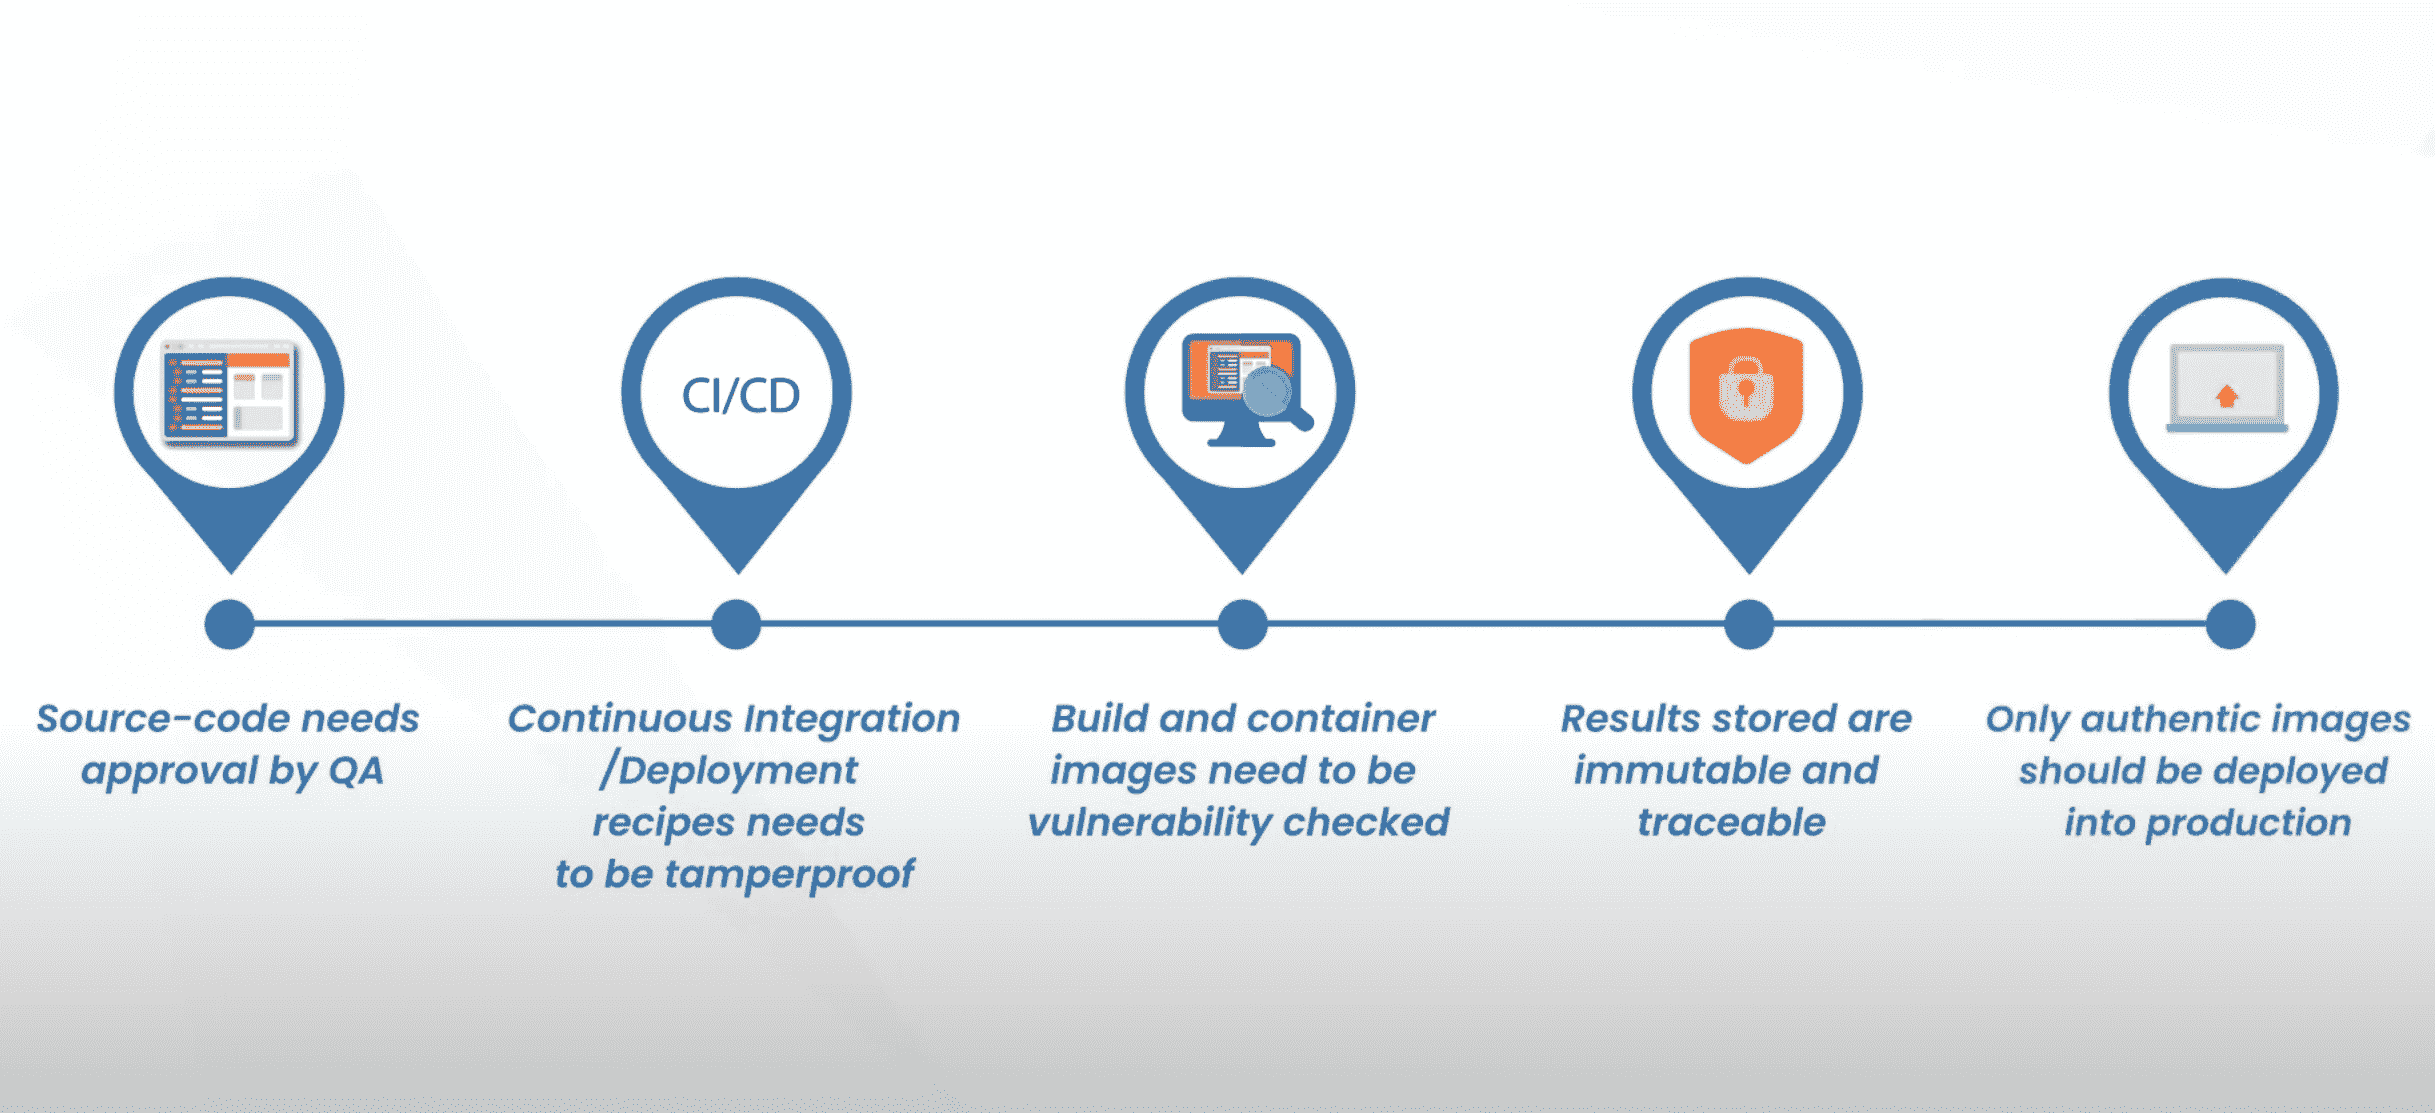 CI/CD
Source-code needs
approval by QA
Continuous Integration
/Deployment
recipes needs
to be tamperproof
Build and container
images need to be
vulnerability checked
Results stored are
immutable and
traceable
Only authentic images
should be deployed
into production